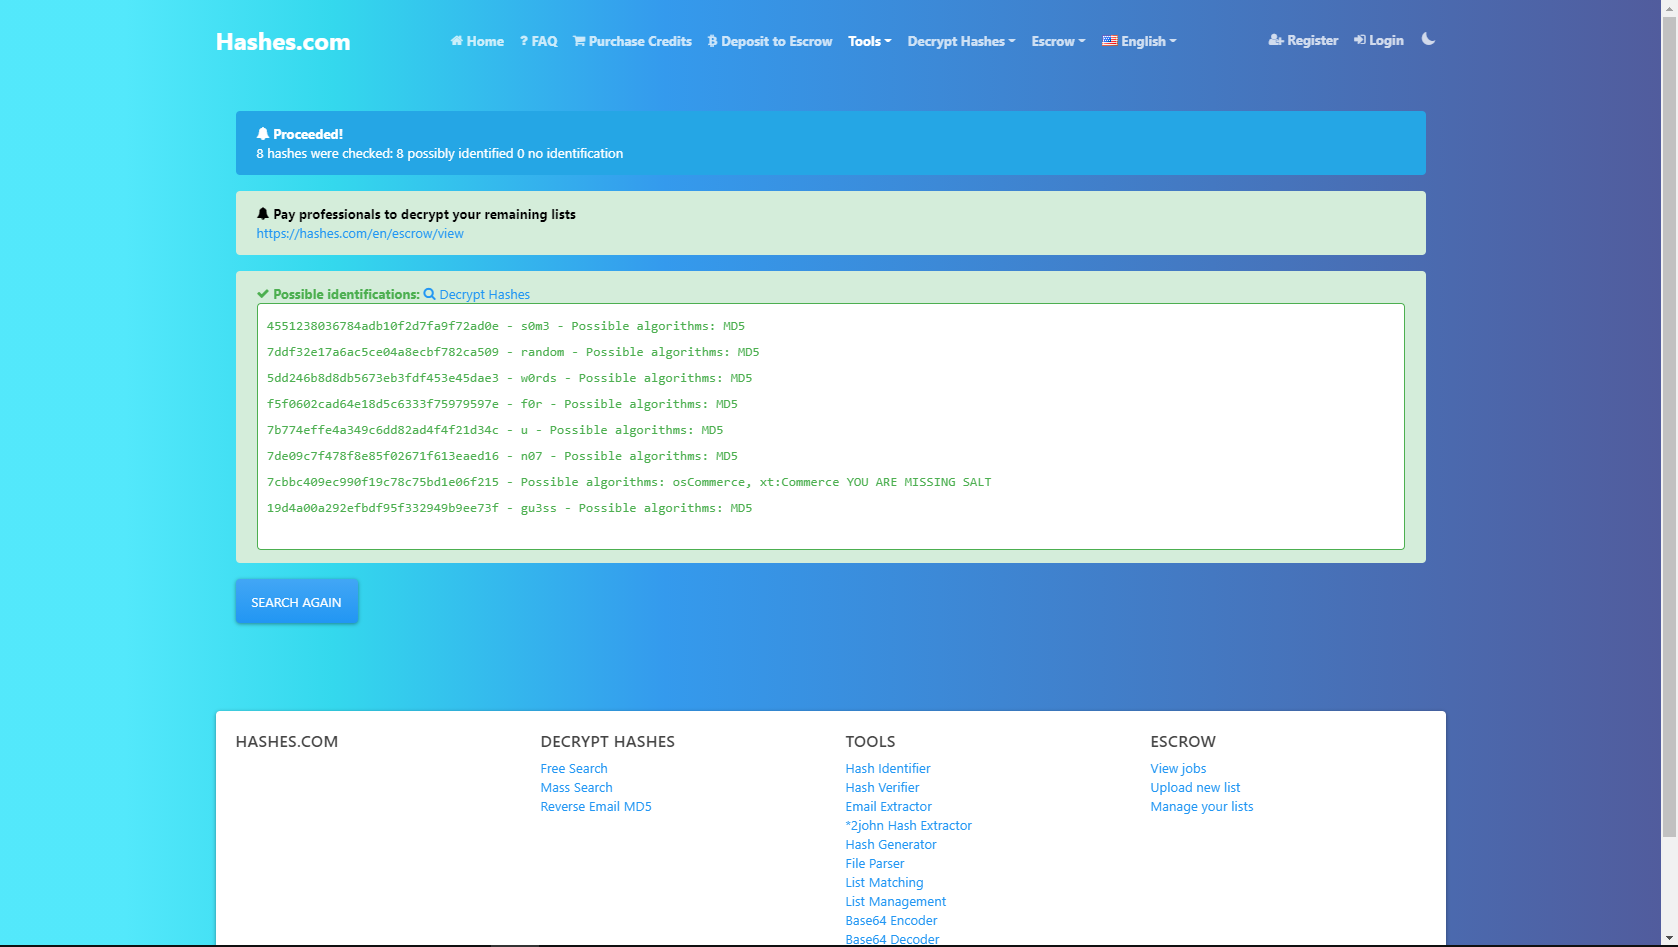 Hashes.com
Home ? FAQ Purchase Credits Deposit to Escrow Tools Decrypt Hashes Escrow English Register Login
Proceeded!
8 hashes were checked: 8 possibly identified 0 no identification
Pay professionals to decrypt your remaining lists
https://hashes.com/en/escrow/view
Possible identifications: Decrypt Hashes
4551238036784adb10f2d7fa9f72ad0e - s0m3 - Possible algorithms: MD5
7ddf32e17a6ac5ce04a8ecbf782ca509 - random - Possible algorithms: MD5
5dd246b8d8db5673eb3fdf453e45dae3 - w0rds - Possible algorithms: MD5
f5f0602cad64e18d5c6333f75979597e - f0r - Possible algorithms: MD5
7b774effe4a349c6dd82ad4f4f21d34c - u - Possible algorithms: MD5
7de09c7f478f8e85f02671f613eaed16 - n07 - Possible algorithms: MD5
7cbbc409ec990f19c78c75bd1e06f215 - Possible algorithms: osCommerce, xt:Commerce YOU ARE MISSING SALT
19d4a00a292efbdf95f332949b9ee73f - gu3ss - Possible algorithms: MD5
SEARCH AGAIN
HASHES.COM
DECRYPT HASHES
Free Search
Mass Search
Reverse Email MD5
TOOLS
Hash Identifier
Hash Verifier
Email Extractor
*2john Hash Extractor
Hash Generator
File Parser
List Matching
List Management
Base64 Encoder
Base64 Decoder
ESCROW
View jobs
Upload new list
Manage your lists